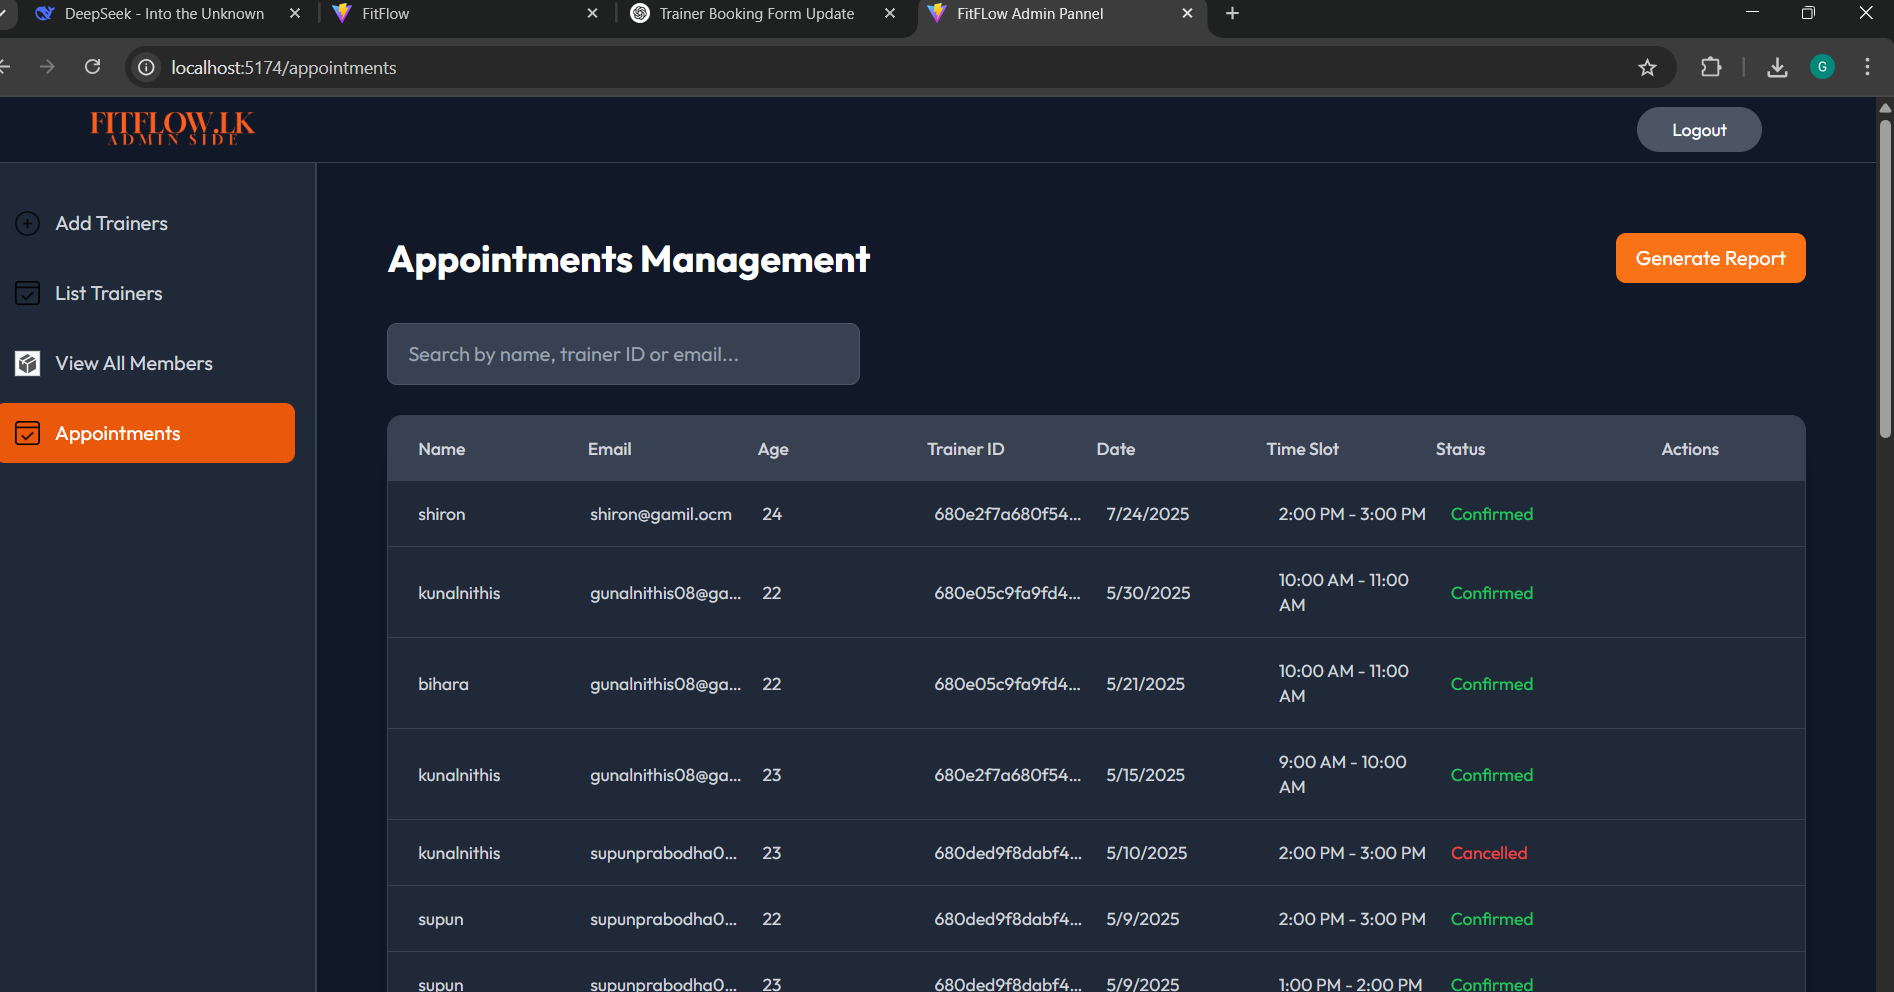 DeepSeek - Into the Unknown
FitFlow
Trainer Booking Form Update
FitFLow Admin Pannel
localhost:5174/appointments
G
FITFLOW.LK
ADMIN SIDE
Logout
Add Trainers
List Trainers
View All Members
Appointments
Appointments Management
Generate Report
Search by name, trainer ID or email...
Name Email Age Trainer ID Date Time Slot Status Actions
shiron shiron@gamil.ocm 24 680e2f7a680f54... 7/24/2025 2:00 PM - 3:00 PM Confirmed
kunalnithis gunalnithis08@ga... 22 680e05c9fa9fd4... 5/30/2025 10:00 AM - 11:00 AM Confirmed
bihara gunalnithis08@ga... 22 680e05c9fa9fd4... 5/21/2025 10:00 AM - 11:00 AM Confirmed
kunalnithis gunalnithis08@ga... 23 680e2f7a680f54... 5/15/2025 9:00 AM - 10:00 AM Confirmed
kunalnithis supunprabodha0... 23 680ded9f8dabf4... 5/10/2025 2:00 PM - 3:00 PM Cancelled
supun supunprabodha0... 22 680ded9f8dabf4... 5/9/2025 2:00 PM - 3:00 PM Confirmed
supun supunprabodha0... 23 680ded9f8dabf4... 5/9/2025 1:00 PM - 2:00 PM Confirmed